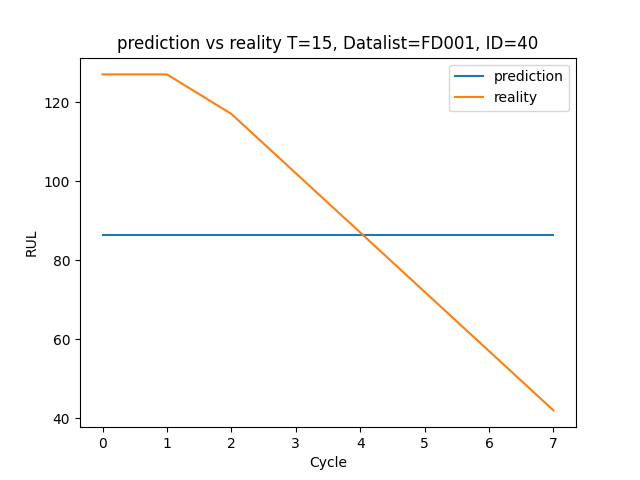 prediction vs reality T=15, Datalist=FD001, ID=40
prediction
reality
RUL
120
100
80
60
40
0 1 2 3 4 5 6 7
Cycle